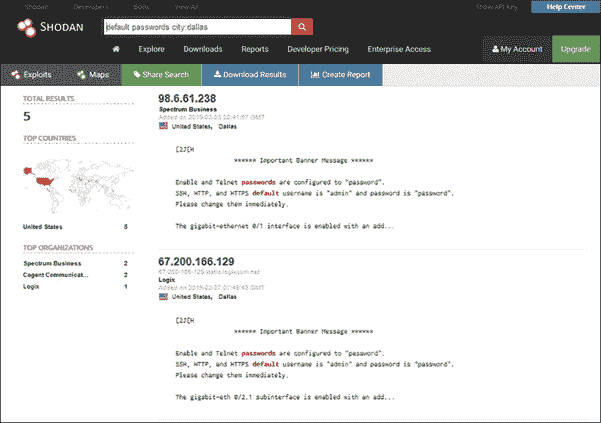 Shodan Developers Book View All Show API Key Help Center
SHODAN default passwords city:dallas
Explore Downloads Reports Developer Pricing Enterprise Access My Account Upgrade
Exploits Maps Share Search Download Results Create Report
TOTAL RESULTS
5
TOP COUNTRIES
United States 5
TOP ORGANIZATIONS
Spectrum Business 2
Cogent Communicat... 2
Logix 1
98.6.61.238
Spectrum Business
United States, Dallas
[2J[H
****** Important Banner Message ******
Enable and Telnet passwords are configured to "password".
SSH, HTTP, and HTTPS default username is "admin" and password is "password".
Please change them immediately.
The gigabit-ethernet 0/1 interface is enabled with an add...
67.200.166.129
Logix
United States, Dallas
[2J[H
****** Important Banner Message ******
Enable and Telnet passwords are configured to "password".
SSH, HTTP, and HTTPS default username is "admin" and password is "password".
Please change them immediately.
The gigabit-eth 0/2.1 subinterface is enabled with an add...